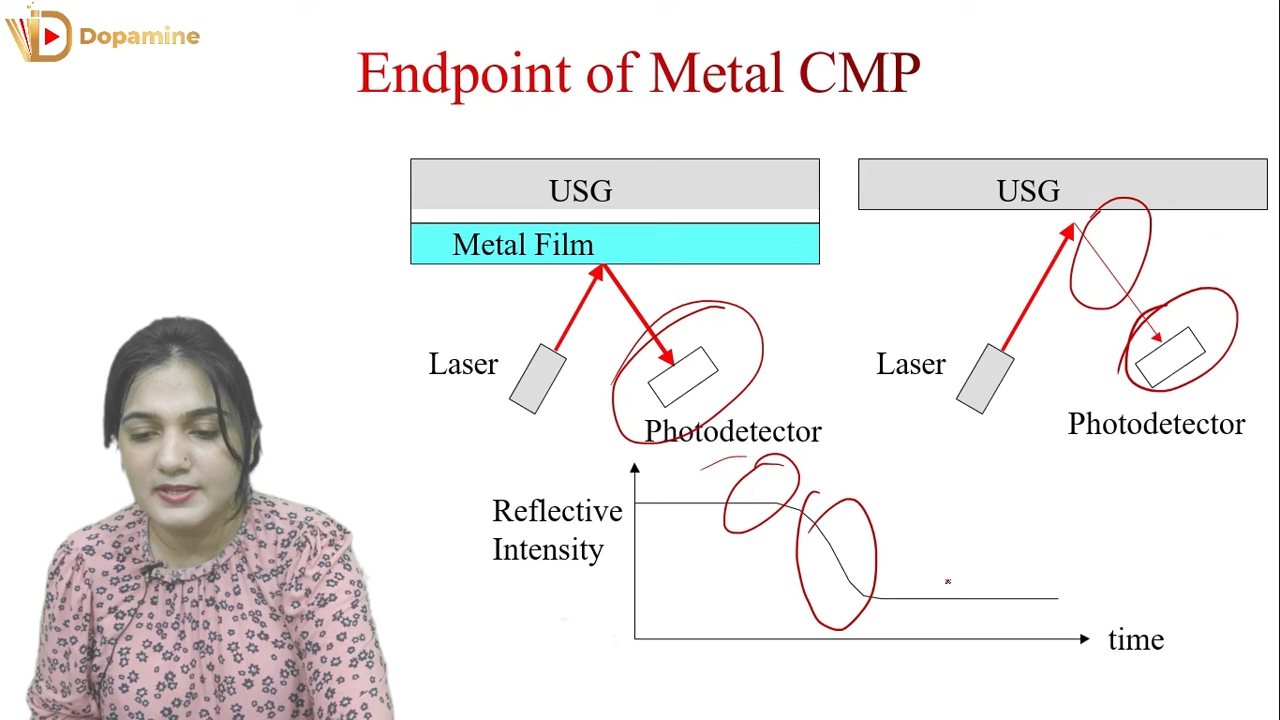 Dopamine
Endpoint of Metal CMP
USG
Metal Film
Laser
Photodetector
USG
Laser
Photodetector
Reflective
Intensity
time